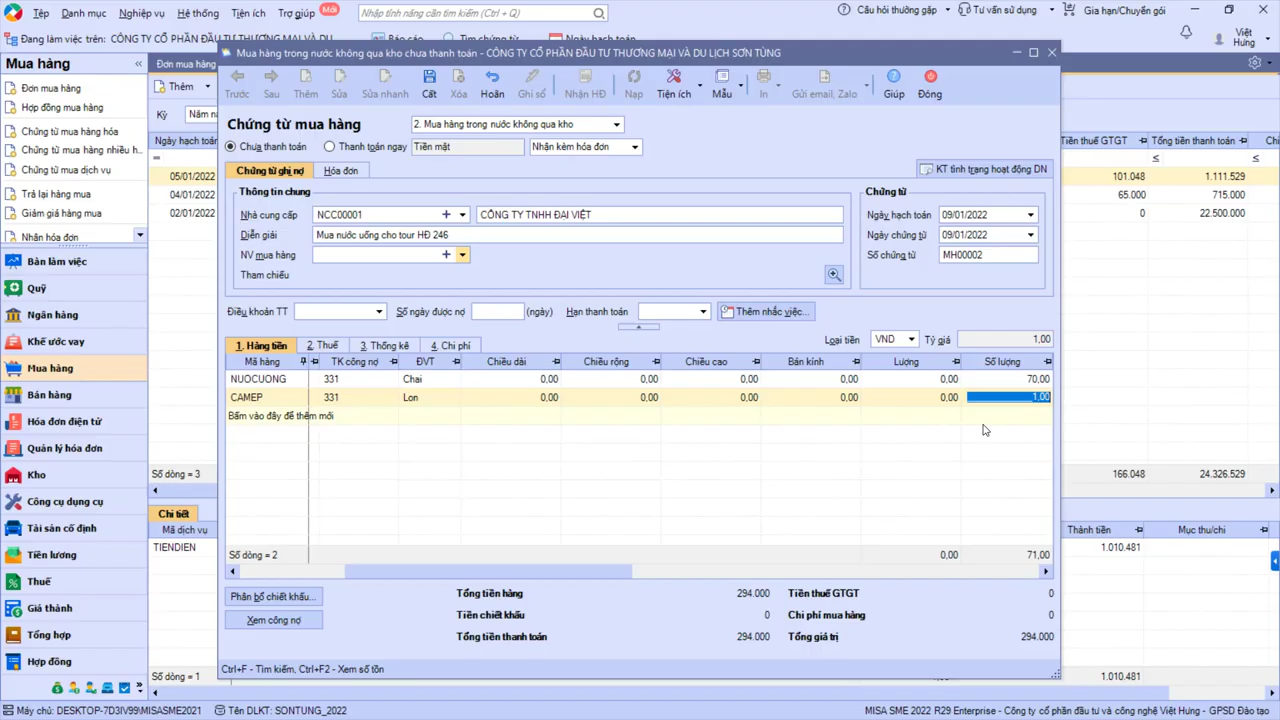 Tệp Danh mục Nghiệp vụ Hệ thống Tiện ích Trợ giúp Mới Nhập tính năng cần tìm kiếm (Ctrl + Q) Câu hỏi thường gặp Tư vấn sử dụng Gia hạn/Chuyển gói
Đang làm việc trên: CÔNG TY CỔ PHẦN ĐẦU TƯ THƯƠNG MẠI VÀ DU Việt Hưng
Mua hàng «
Đơn mua hàng
Hợp đồng mua hàng
Chứng từ mua hàng hóa
Chứng từ mua hàng nhiều h...
Chứng từ mua dịch vụ
Trả lại hàng mua
Giảm giá hàng mua
Nhận hóa đơn
Bàn làm việc
Quỹ
Ngân hàng
Khế ước vay
Mua hàng
Bán hàng
Hóa đơn điện tử
Quản lý hóa đơn
Kho
Công cụ dụng cụ
Tài sản cố định
Tiền lương
Thuế
Giá thành
Tổng hợp
Hợp đồng
Đơn mua hàng
Thêm
Kỳ Năm n
Ngày hạch toán
=
05/01/2022
04/01/2022
02/01/2022
Số dòng = 3
Chi tiết
Mã dịch vụ
TIENDIEN
Số dòng = 1
Mua hàng trong nước không qua kho chưa thanh toán - CÔNG TY CỔ PHẦN ĐẦU TƯ THƯƠNG MẠI VÀ DU LỊCH SƠN TÙNG
Trước Sau Thêm Sửa Sửa nhanh Cất Xóa Hoãn Ghi sổ Nhận HĐ Nạp Tiện ích Mẫu In Gửi email, Zalo Giúp Đóng
Chứng từ mua hàng 2. Mua hàng trong nước không qua kho
Chưa thanh toán Thanh toán ngay Tiền mặt Nhận kèm hóa đơn
Chứng từ ghi nợ Hóa đơn KT tình trạng hoạt động DN
Thông tin chung Chứng từ
Nhà cung cấp NCC00001 CÔNG TY TNHH ĐẠI VIỆT Ngày hạch toán 09/01/2022
Diễn giải Mua nước uống cho tour HĐ 246 Ngày chứng từ 09/01/2022
NV mua hàng Số chứng từ MH00002
Tham chiếu
Điều khoản TT Số ngày được nợ (ngày) Hạn thanh toán Thêm nhắc việc...
1. Hàng tiền 2. Thuế 3. Thống kê 4. Chi phí Loại tiền VND Tỷ giá 1,00
Mã hàng TK công nợ ĐVT Chiều dài Chiều rộng Chiều cao Bán kính Lượng Số lượng
NUOCUONG 331 Chai 0,00 0,00 0,00 0,00 0,00 70,00
CAMEP 331 Lon 0,00 0,00 0,00 0,00 0,00 1,00
Bấm vào đây để thêm mới
Số dòng = 2 0,00 71,00
Phân bổ chiết khấu... Tổng tiền hàng 294.000 Tiền thuế GTGT 0
Xem công nợ Tiền chiết khấu 0 Chi phí mua hàng 0
Tổng tiền thanh toán 294.000 Tổng giá trị 294.000
Ctrl+F - Tìm kiếm, Ctrl+F2 - Xem số tồn
Tiền thuế GTGT Tổng tiền thanh toán
≤ ≤
101.048 1.111.529
65.000 715.000
0 22.500.000
166.048 24.326.529
Thành tiền Mục thu/chi
1.010.481
1.010.481
Máy chủ: DESKTOP-7D3IV99\MISASME2021 Tên DLKT: SONTUNG_2022 MISA SME 2022 R29 Enterprise - Công ty cổ phần đầu tư và công nghệ Việt Hưng - GPSD Đào tạo